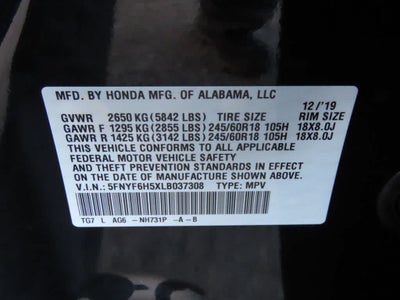 MFD. BY HONDA MFG. OF ALABAMA, LLC
12/'19
GVWR 2650 KG (5842 LBS) TIRE SIZE RIM SIZE
GAWR F 1295 KG (2855 LBS) 245/60R18 105H 18X8.0J
GAWR R 1425 KG (3142 LBS) 245/60R18 105H 18X8.0J
THIS VEHICLE CONFORMS TO ALL APPLICABLE
FEDERAL MOTOR VEHICLE SAFETY AND
THEFT PREVENTION STANDARDS IN EFFECT ON
THE DATE OF MANUFACTURE SHOWN ABOVE.
V.I.N.: 5FNYF6H5XLB037308 TYPE: MPV
TG7 L AG6 -NH731P -A-B